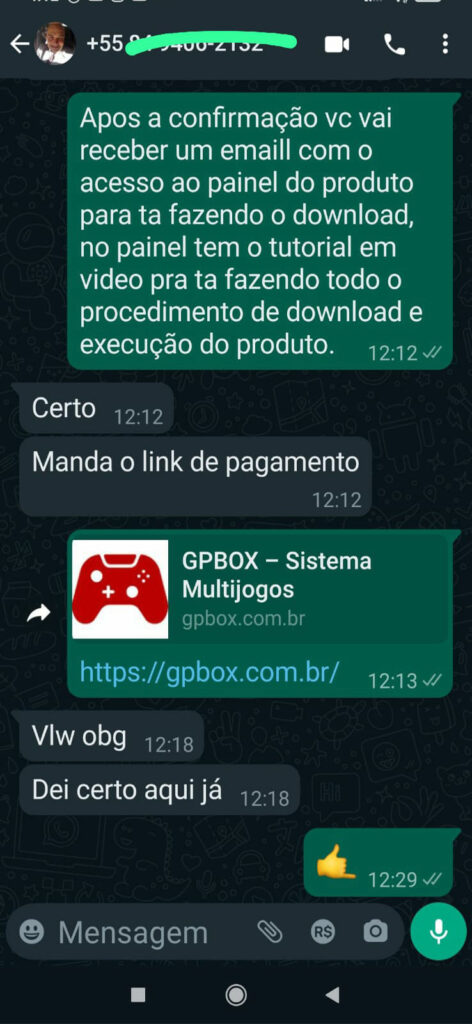 +55
Apos a confirmação vc vai
receber um emaill com o
acesso ao painel do produto
para ta fazendo o download,
no painel tem o tutorial em
video pra ta fazendo todo o
procedimento de download e
execução do produto.
12:12
Certo 12:12
Manda o link de pagamento
12:12
GPBOX – Sistema
Multijogos
gpbox.com.br
https://gpbox.com.br/ 12:13
Vlw obg 12:18
Dei certo aqui já 12:18
12:29
Mensagem R$